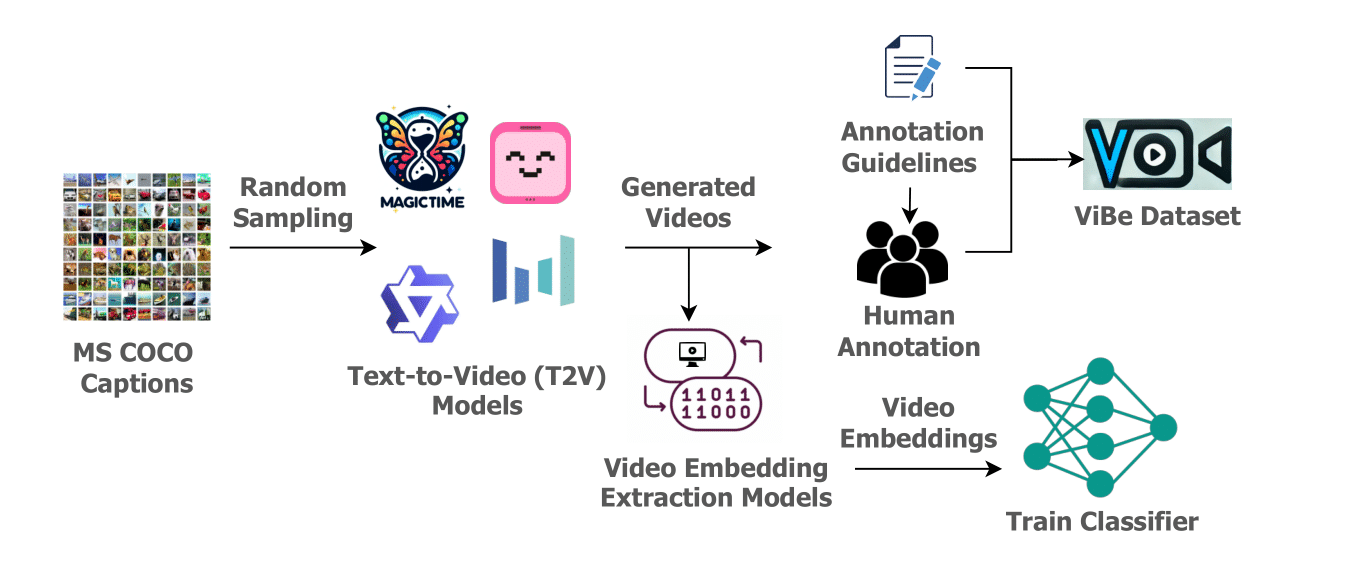 MS COCO
Captions
Random
Sampling
MAGICTIME
Text-to-Video (T2V)
Models
Generated
Videos
11011
11000
Video Embedding
Extraction Models
Annotation
Guidelines
Human
Annotation
Video
Embeddings
ViBe Dataset
Train Classifier